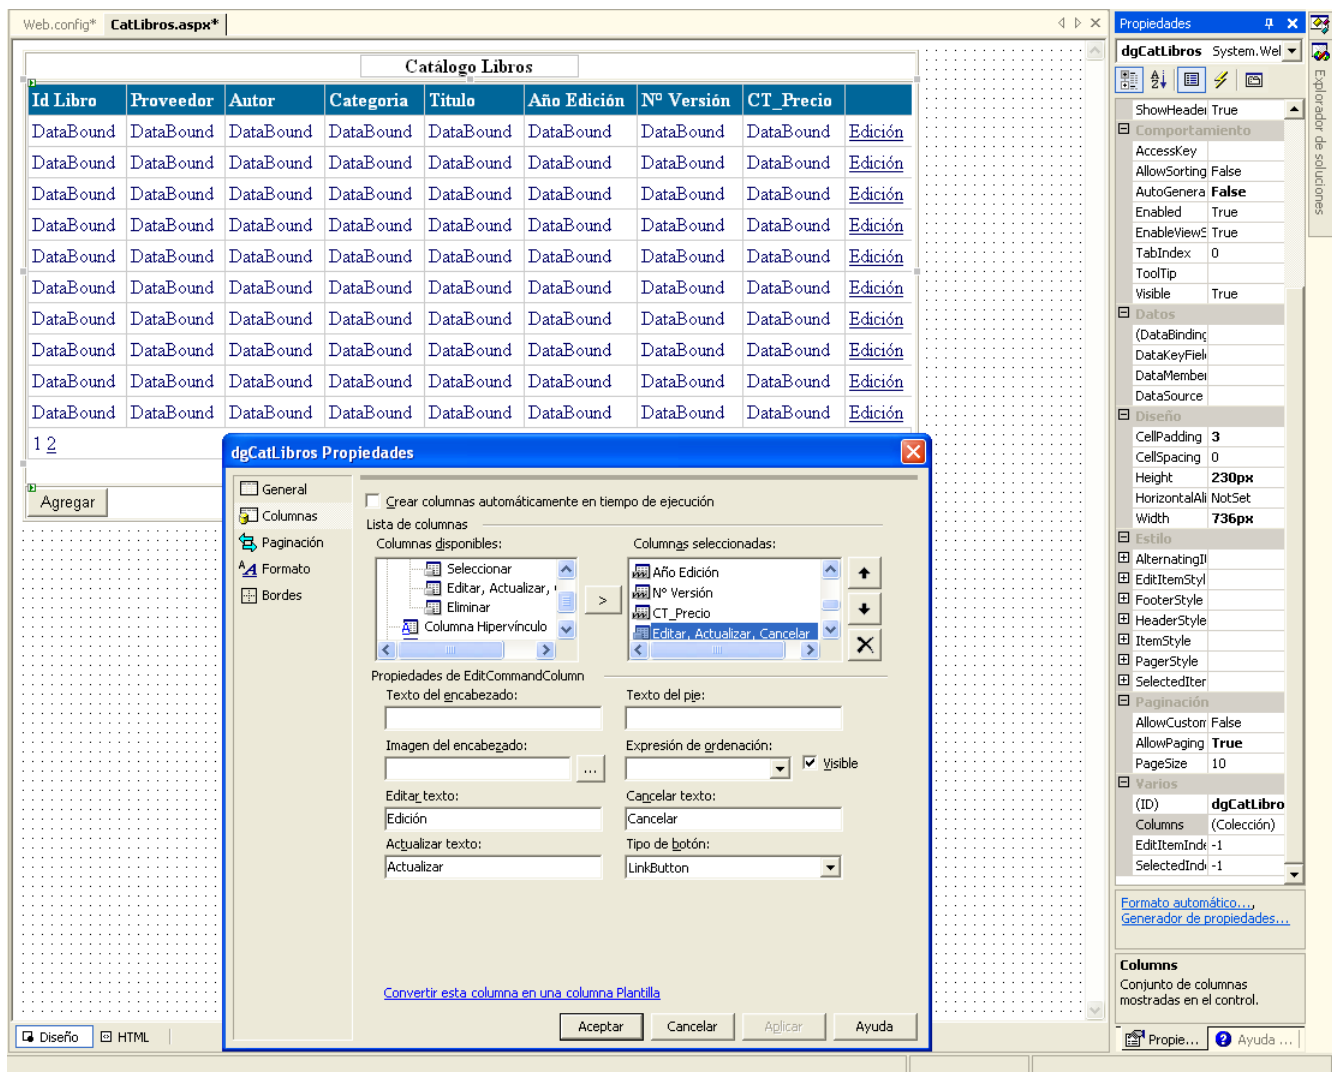 Web.config* CatLibros.aspx*
Catálogo Libros
Id Libro Proveedor Autor Categoria Titulo Año Edición Nº Versión CT_Precio
DataBound DataBound DataBound DataBound DataBound DataBound DataBound DataBound Edición
DataBound DataBound DataBound DataBound DataBound DataBound DataBound DataBound Edición
DataBound DataBound DataBound DataBound DataBound DataBound DataBound DataBound Edición
DataBound DataBound DataBound DataBound DataBound DataBound DataBound DataBound Edición
DataBound DataBound DataBound DataBound DataBound DataBound DataBound DataBound Edición
DataBound DataBound DataBound DataBound DataBound DataBound DataBound DataBound Edición
DataBound DataBound DataBound DataBound DataBound DataBound DataBound DataBound Edición
DataBound DataBound DataBound DataBound DataBound DataBound DataBound DataBound Edición
DataBound DataBound DataBound DataBound DataBound DataBound DataBound DataBound Edición
DataBound DataBound DataBound DataBound DataBound DataBound DataBound DataBound Edición
1 2
Agregar
dgCatLibros Propiedades
General
Columnas
Paginación
Formato
Bordes
Crear columnas automáticamente en tiempo de ejecución
Lista de columnas
Columnas disponibles:
Seleccionar
Editar, Actualizar,
Eliminar
Columna Hipervínculo
>
Columnas seleccionadas:
Año Edición
Nº Versión
CT_Precio
Editar, Actualizar, Cancelar
Propiedades de EditCommandColumn
Texto del encabezado: Texto del pie:
Imagen del encabezado: Expresión de ordenación:
... Visible
Editar texto: Cancelar texto:
Edición Cancelar
Actualizar texto: Tipo de botón:
Actualizar LinkButton
Convertir esta columna en una columna Plantilla
Aceptar Cancelar Aplicar Ayuda
Diseño HTML
Propiedades
dgCatLibros System.Wel
ShowHeader True
Comportamiento
AccessKey
AllowSorting False
AutoGenera False
Enabled True
EnableViewS True
TabIndex 0
ToolTip
Visible True
Datos
(DataBinding
DataKeyField
DataMember
DataSource
Diseño
CellPadding 3
CellSpacing 0
Height 230px
HorizontalAli NotSet
Width 736px
Estilo
AlternatingI
EditItemStyl
FooterStyle
HeaderStyle
ItemStyle
PagerStyle
SelectedIter
Paginación
AllowCustom False
AllowPaging True
PageSize 10
Varios
(ID) dgCatLibro
Columns (Colección)
EditItemInde -1
SelectedInd -1
Formato automático...,
Generador de propiedades...
Columns
Conjunto de columnas
mostradas en el control.
Propie... Ayuda ...
Explorador de soluciones